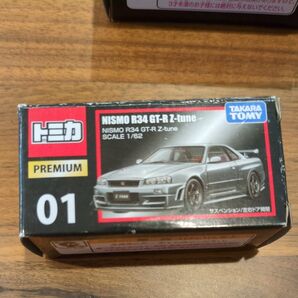 トミカ
PREMIUM
01
NISMO R34 GT-R Z-tune
NISMO R34 GT-R Z-tune
SCALE 1/62
TAKARA
TOMY
Z-TUNE
サスペンション/左右ドア開閉